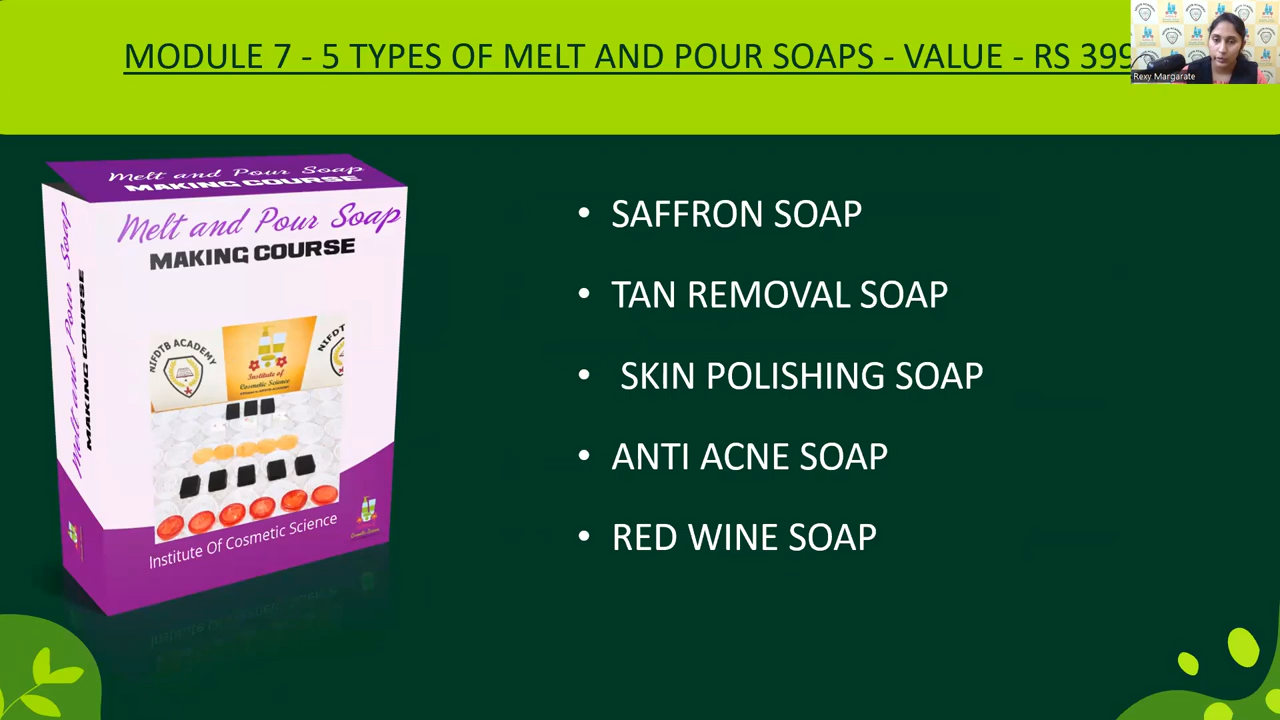 MODULE 7 - 5 TYPES OF MELT AND POUR SOAPS - VALUE - RS 399
Rexy Margarate
Melt and Pour Soap
MAKING COURSE
Melt and Pour Soap
MAKING COURSE
Melt and Pour Soap
MAKING COURSE
NIFDTB ACADEMY
Institute of
Cosmetic Science
Institute Of Cosmetic Science
• SAFFRON SOAP
• TAN REMOVAL SOAP
• SKIN POLISHING SOAP
• ANTI ACNE SOAP
• RED WINE SOAP